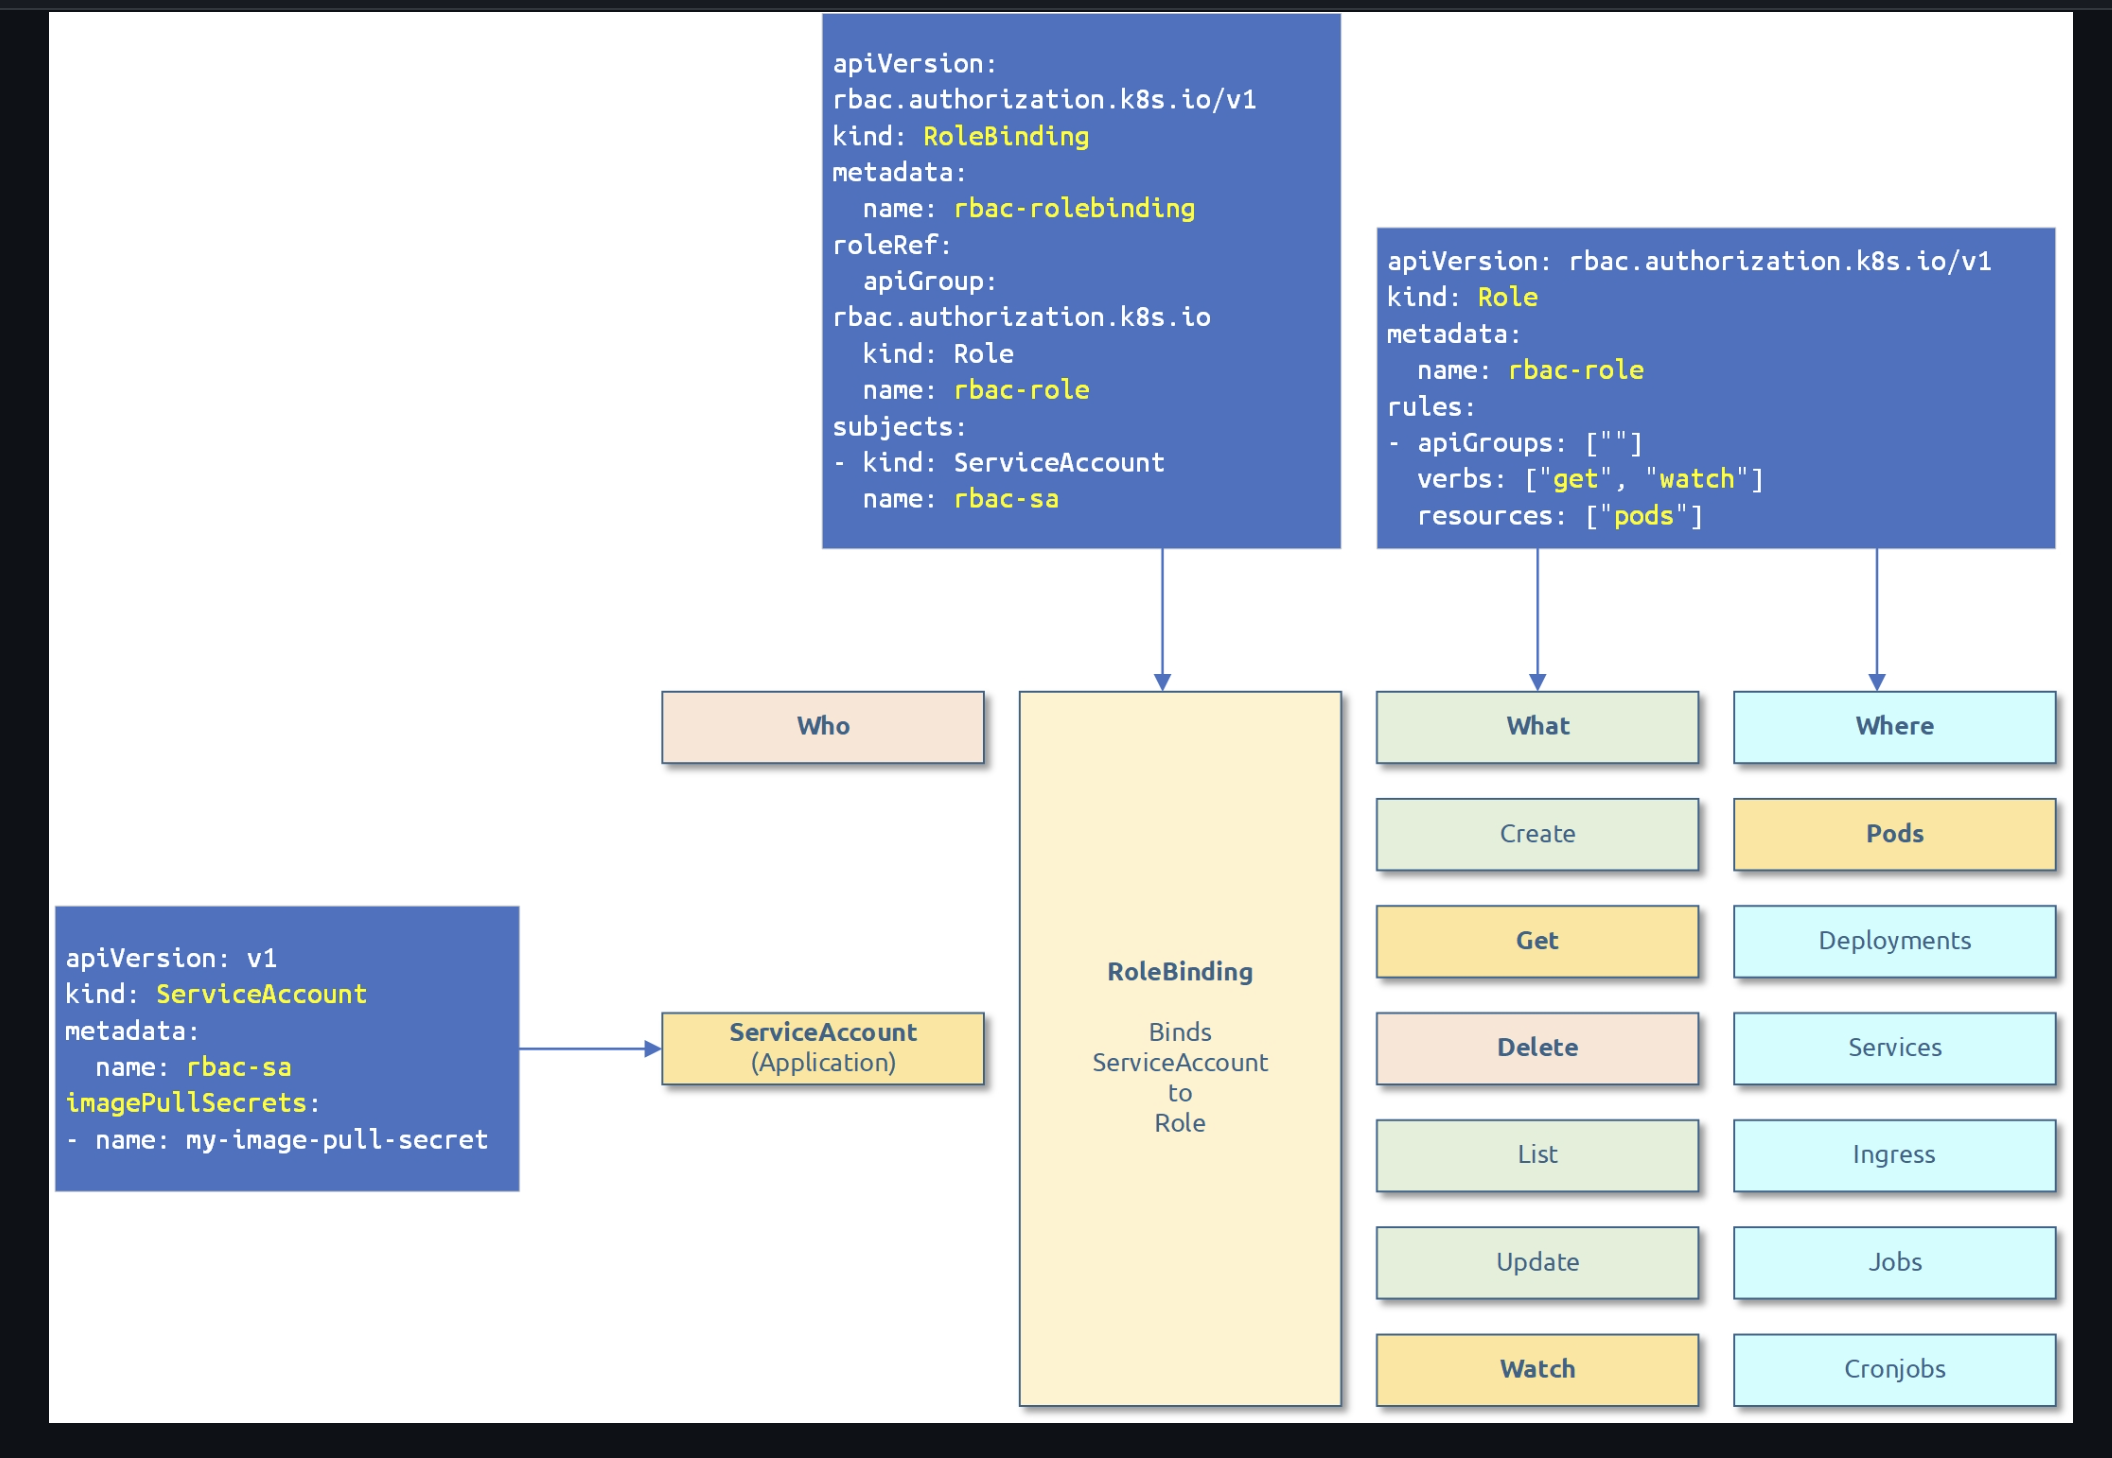 apiVersion:
rbac.authorization.k8s.io/v1
kind: RoleBinding
metadata:
  name: rbac-rolebinding
roleRef:
  apiGroup:
rbac.authorization.k8s.io
  kind: Role
  name: rbac-role
subjects:
- kind: ServiceAccount
  name: rbac-sa
apiVersion: rbac.authorization.k8s.io/v1
kind: Role
metadata:
  name: rbac-role
rules:
- apiGroups: [""]
  verbs: ["get", "watch"]
  resources: ["pods"]
apiVersion: v1
kind: ServiceAccount
metadata:
  name: rbac-sa
imagePullSecrets:
- name: my-image-pull-secret
Who
ServiceAccount
(Application)
RoleBinding
Binds
ServiceAccount
to
Role
What
Create
Get
Delete
List
Update
Watch
Where
Pods
Deployments
Services
Ingress
Jobs
Cronjobs